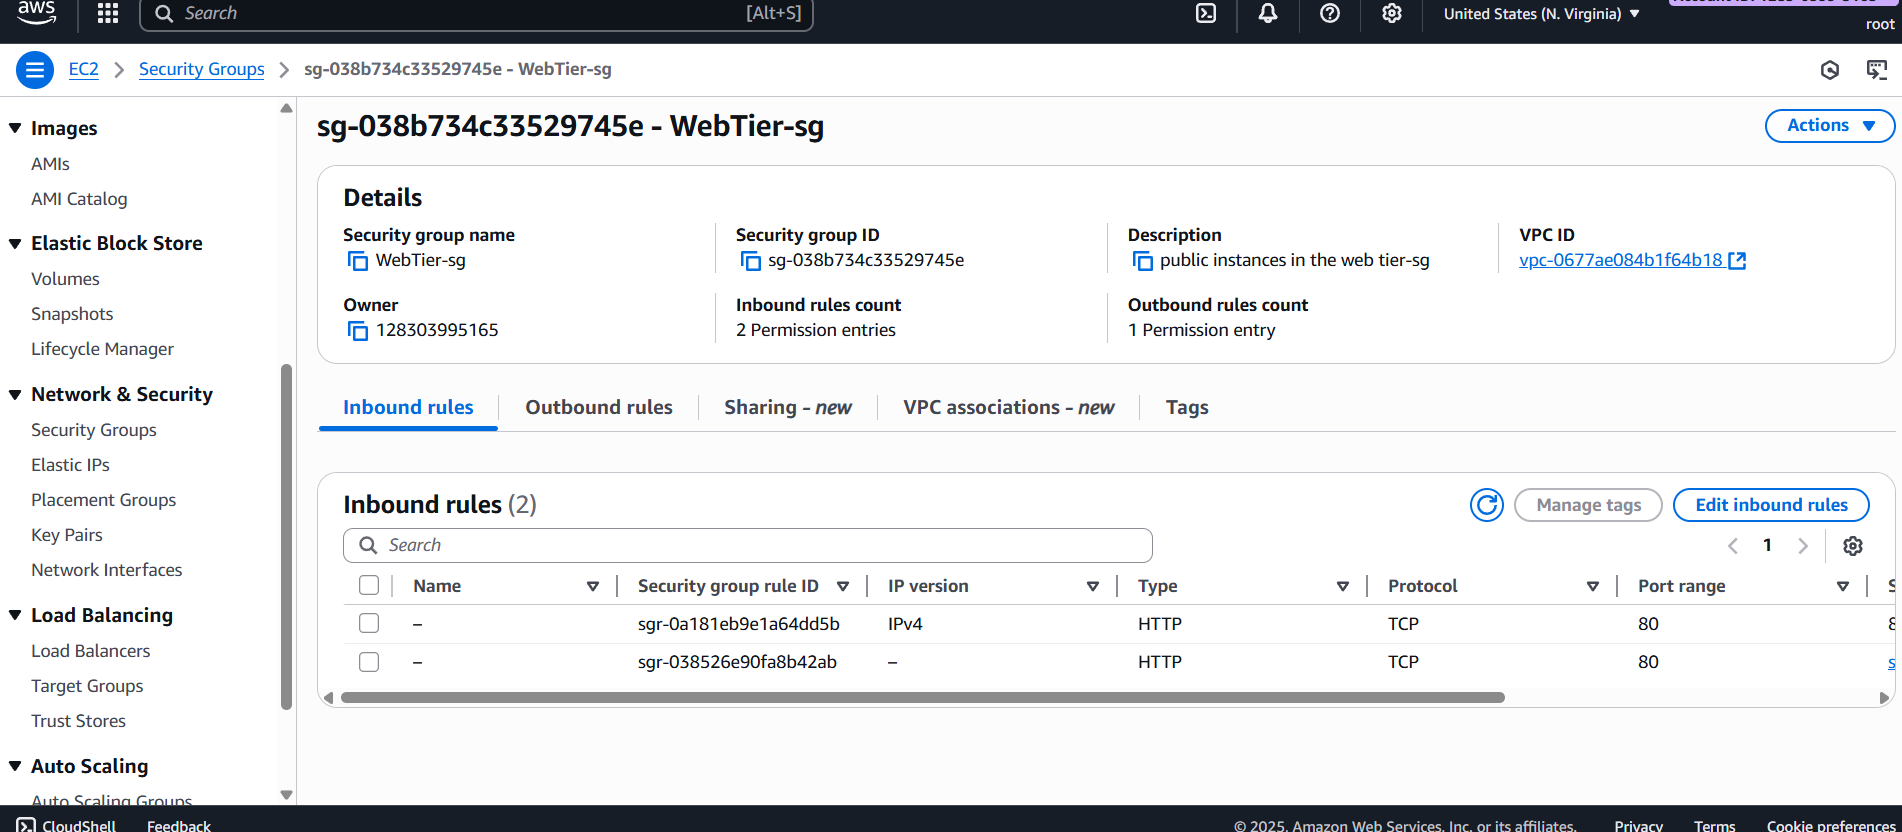 aws
Search [Alt+S]
United States (N. Virginia)
root
EC2 Security Groups sg-038b734c33529745e - WebTier-sg
Images
AMIs
AMI Catalog
Elastic Block Store
Volumes
Snapshots
Lifecycle Manager
Network & Security
Security Groups
Elastic IPs
Placement Groups
Key Pairs
Network Interfaces
Load Balancing
Load Balancers
Target Groups
Trust Stores
Auto Scaling
Auto Scaling Groups
sg-038b734c33529745e - WebTier-sg
Actions
Details
Security group name
WebTier-sg
Security group ID
sg-038b734c33529745e
Description
public instances in the web tier-sg
VPC ID
vpc-0677ae084b1f64b18
Owner
128303995165
Inbound rules count
2 Permission entries
Outbound rules count
1 Permission entry
Inbound rules Outbound rules Sharing - new VPC associations - new Tags
Inbound rules (2)
Manage tags
Edit inbound rules
Search
1
Name Security group rule ID IP version Type Protocol Port range
– sgr-0a181eb9e1a64dd5b IPv4 HTTP TCP 80
– sgr-038526e90fa8b42ab – HTTP TCP 80
CloudShell Feedback © 2025, Amazon Web Services, Inc. or its affiliates. Privacy Terms Cookie preferences